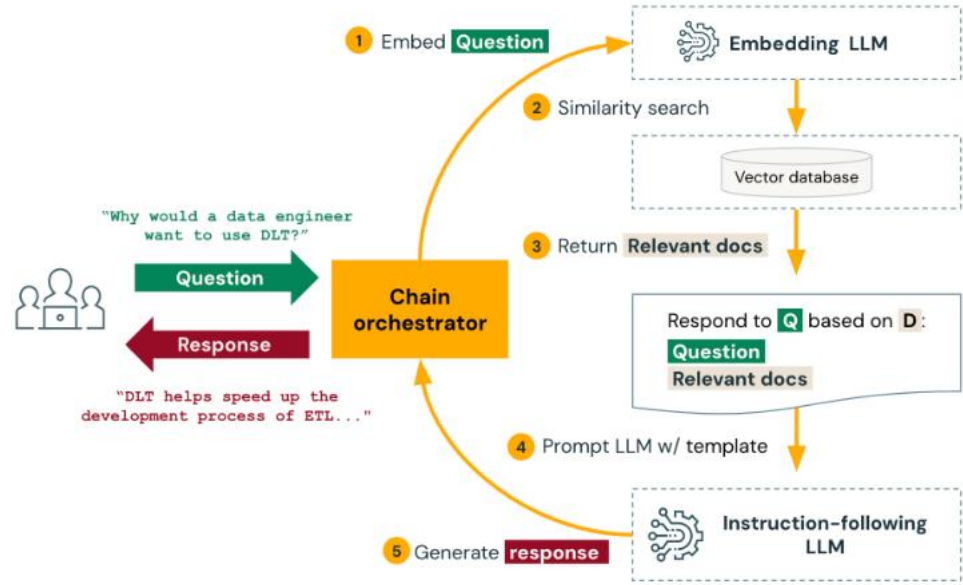 1 Embed Question
Embedding LLM
2 Similarity search
Vector database
"Why would a data engineer
want to use DLT?"
3 Return Relevant docs
Question
Chain
orchestrator
Respond to Q based on D:
Question
Relevant docs
Response
"DLT helps speed up the
development process of ETL..."
4 Prompt LLM w/ template
Instruction-following
LLM
5 Generate response